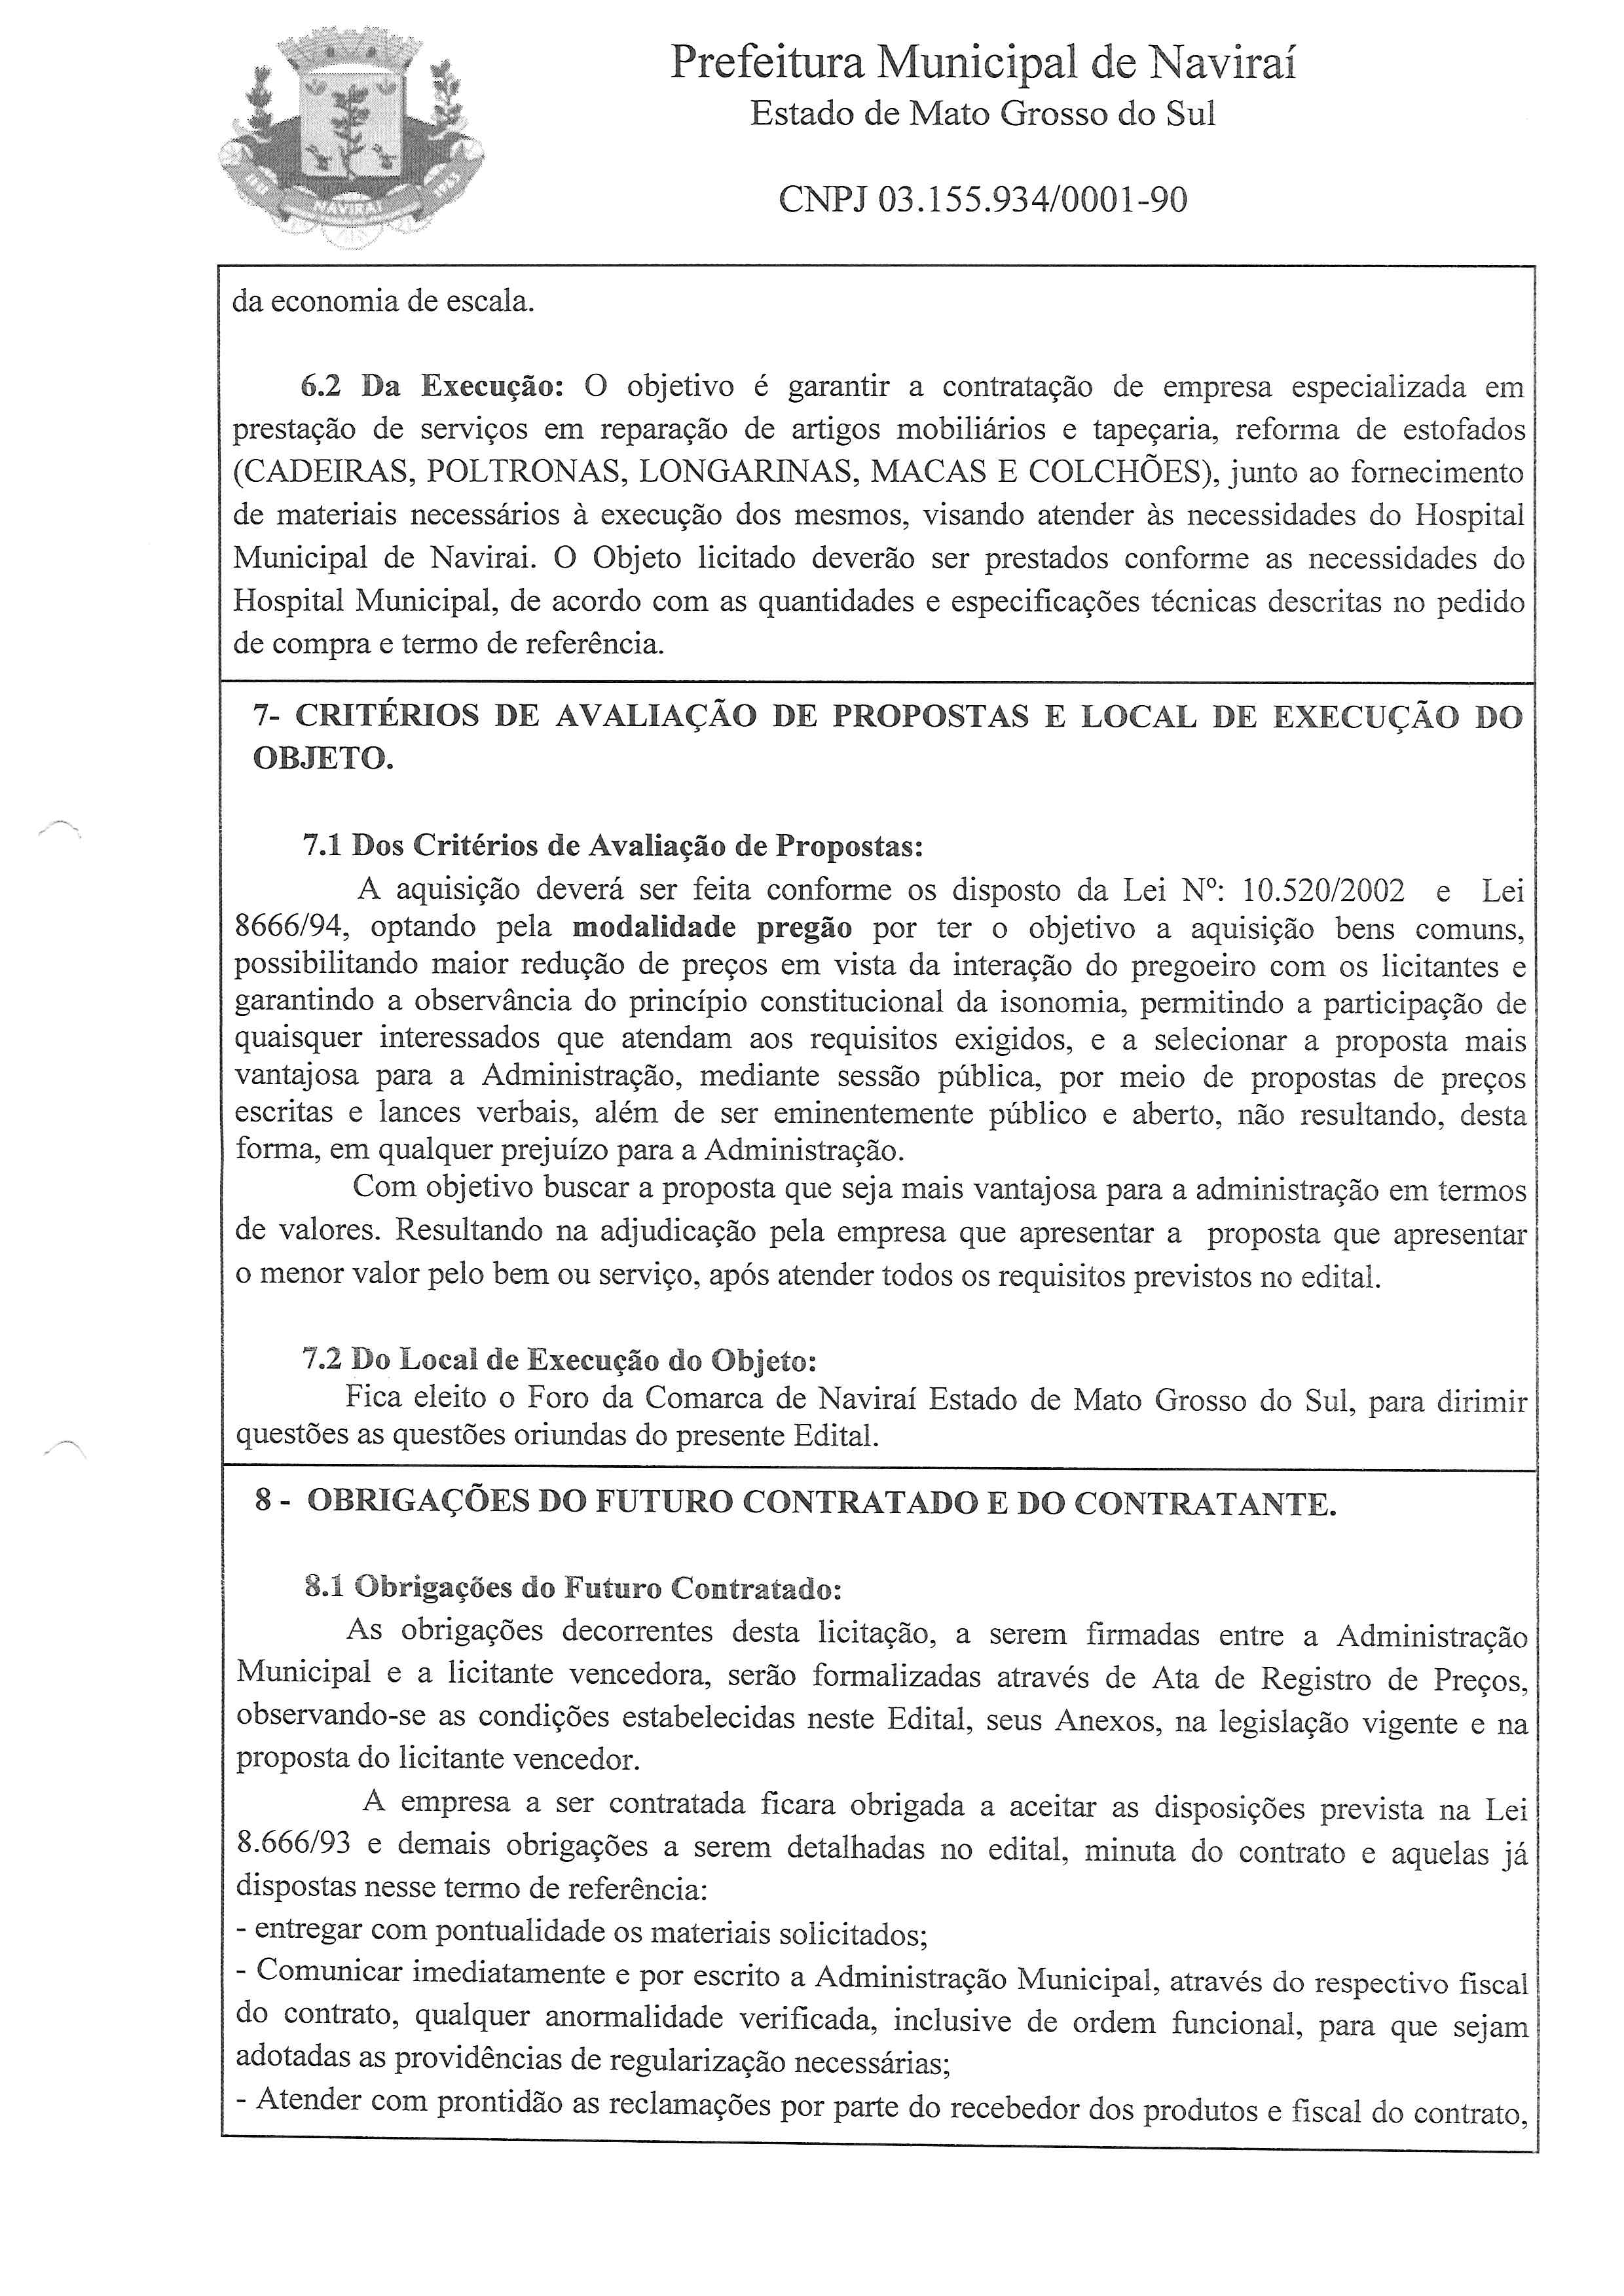 Prefeitura Municipal de Naviraí
Estado de Mato Grosso do Sul
CNPJ 03.155.934/0001-90
NAVIRAI
1963
da economia de escala.
6.2 Da Execução: O objetivo é garantir a contratação de empresa especializada em
prestação de serviços em reparação de artigos mobiliários e tapeçaria, reforma de estofados
(CADEIRAS, POLTRONAS, LONGARINAS, MACAS E COLCHÕES), junto ao fornecimento
de materiais necessários à execução dos mesmos, visando atender às necessidades do Hospital
Municipal de Navirai. O Objeto licitado deverão ser prestados conforme as necessidades do
Hospital Municipal, de acordo com as quantidades e especificações técnicas descritas no pedido
de compra e termo de referência.
7- CRITÉRIOS DE AVALIAÇÃO DE PROPOSTAS E LOCAL DE EXECUÇÃO DO
OBJETO.
7.1 Dos Critérios de Avaliação de Propostas:
A aquisição deverá ser feita conforme os disposto da Lei Nº: 10.520/2002 e Lei
8666/94, optando pela modalidade pregão por ter o objetivo a aquisição bens comuns,
possibilitando maior redução de preços em vista da interação do pregoeiro com os licitantes e
garantindo a observância do princípio constitucional da isonomia, permitindo a participação de
quaisquer interessados que atendam aos requisitos exigidos, e a selecionar a proposta mais
vantajosa para a Administração, mediante sessão pública, por meio de propostas de preços
escritas e lances verbais, além de ser eminentemente público e aberto, não resultando, desta
forma, em qualquer prejuízo para a Administração.
Com objetivo buscar a proposta que seja mais vantajosa para a administração em termos
de valores. Resultando na adjudicação pela empresa que apresentar a proposta que apresentar
o menor valor pelo bem ou serviço, após atender todos os requisitos previstos no edital.
7.2 Do Local de Execução do Objeto:
Fica eleito o Foro da Comarca de Naviraí Estado de Mato Grosso do Sul, para dirimir
questões as questões oriundas do presente Edital.
8 - OBRIGAÇÕES DO FUTURO CONTRATADO E DO CONTRATANTE.
8.1 Obrigações do Futuro Contratado:
As obrigações decorrentes desta licitação, a serem firmadas entre a Administração
Municipal e a licitante vencedora, serão formalizadas através de Ata de Registro de Preços,
observando-se as condições estabelecidas neste Edital, seus Anexos, na legislação vigente e na
proposta do licitante vencedor.
A empresa a ser contratada ficara obrigada a aceitar as disposições prevista na Lei
8.666/93 e demais obrigações a serem detalhadas no edital, minuta do contrato e aquelas já
dispostas nesse termo de referência:
- entregar com pontualidade os materiais solicitados;
- Comunicar imediatamente e por escrito a Administração Municipal, através do respectivo fiscal
do contrato, qualquer anormalidade verificada, inclusive de ordem funcional, para que sejam
adotadas as providências de regularização necessárias;
- Atender com prontidão as reclamações por parte do recebedor dos produtos e fiscal do contrato,